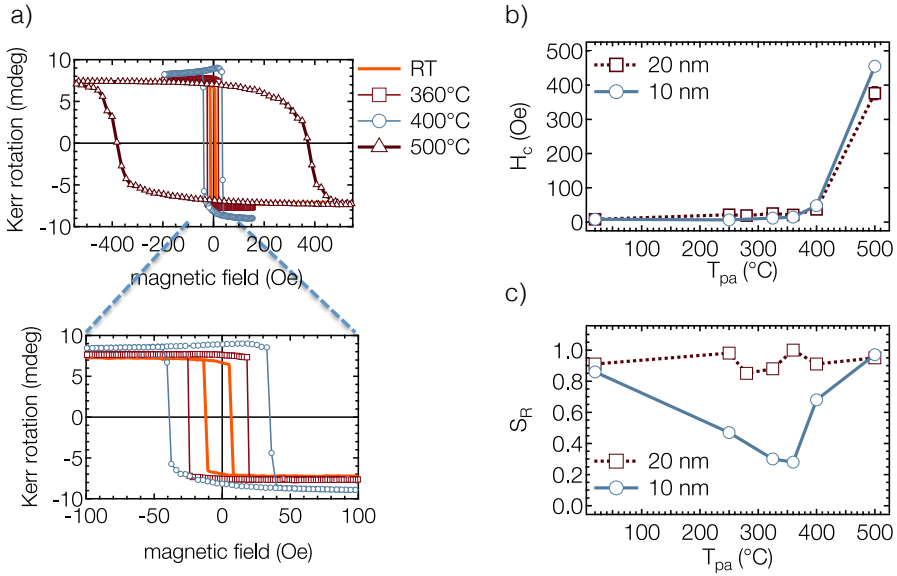 a)
Kerr rotation (mdeg)
10
5
0
-5
-10
-400 -200 0 200 400
magnetic field (Oe)
RT
360°C
400°C
500°C
Kerr rotation (mdeg)
10
5
0
-5
-10
-100 -50 0 50 100
magnetic field (Oe)
b)
H_c (Oe)
500
400
300
200
100
0
20 nm
10 nm
100 200 300 400 500
T_pa (°C)
c)
S_R
1.0
0.8
0.6
0.4
0.2
0.0
20 nm
10 nm
100 200 300 400 500
T_pa (°C)